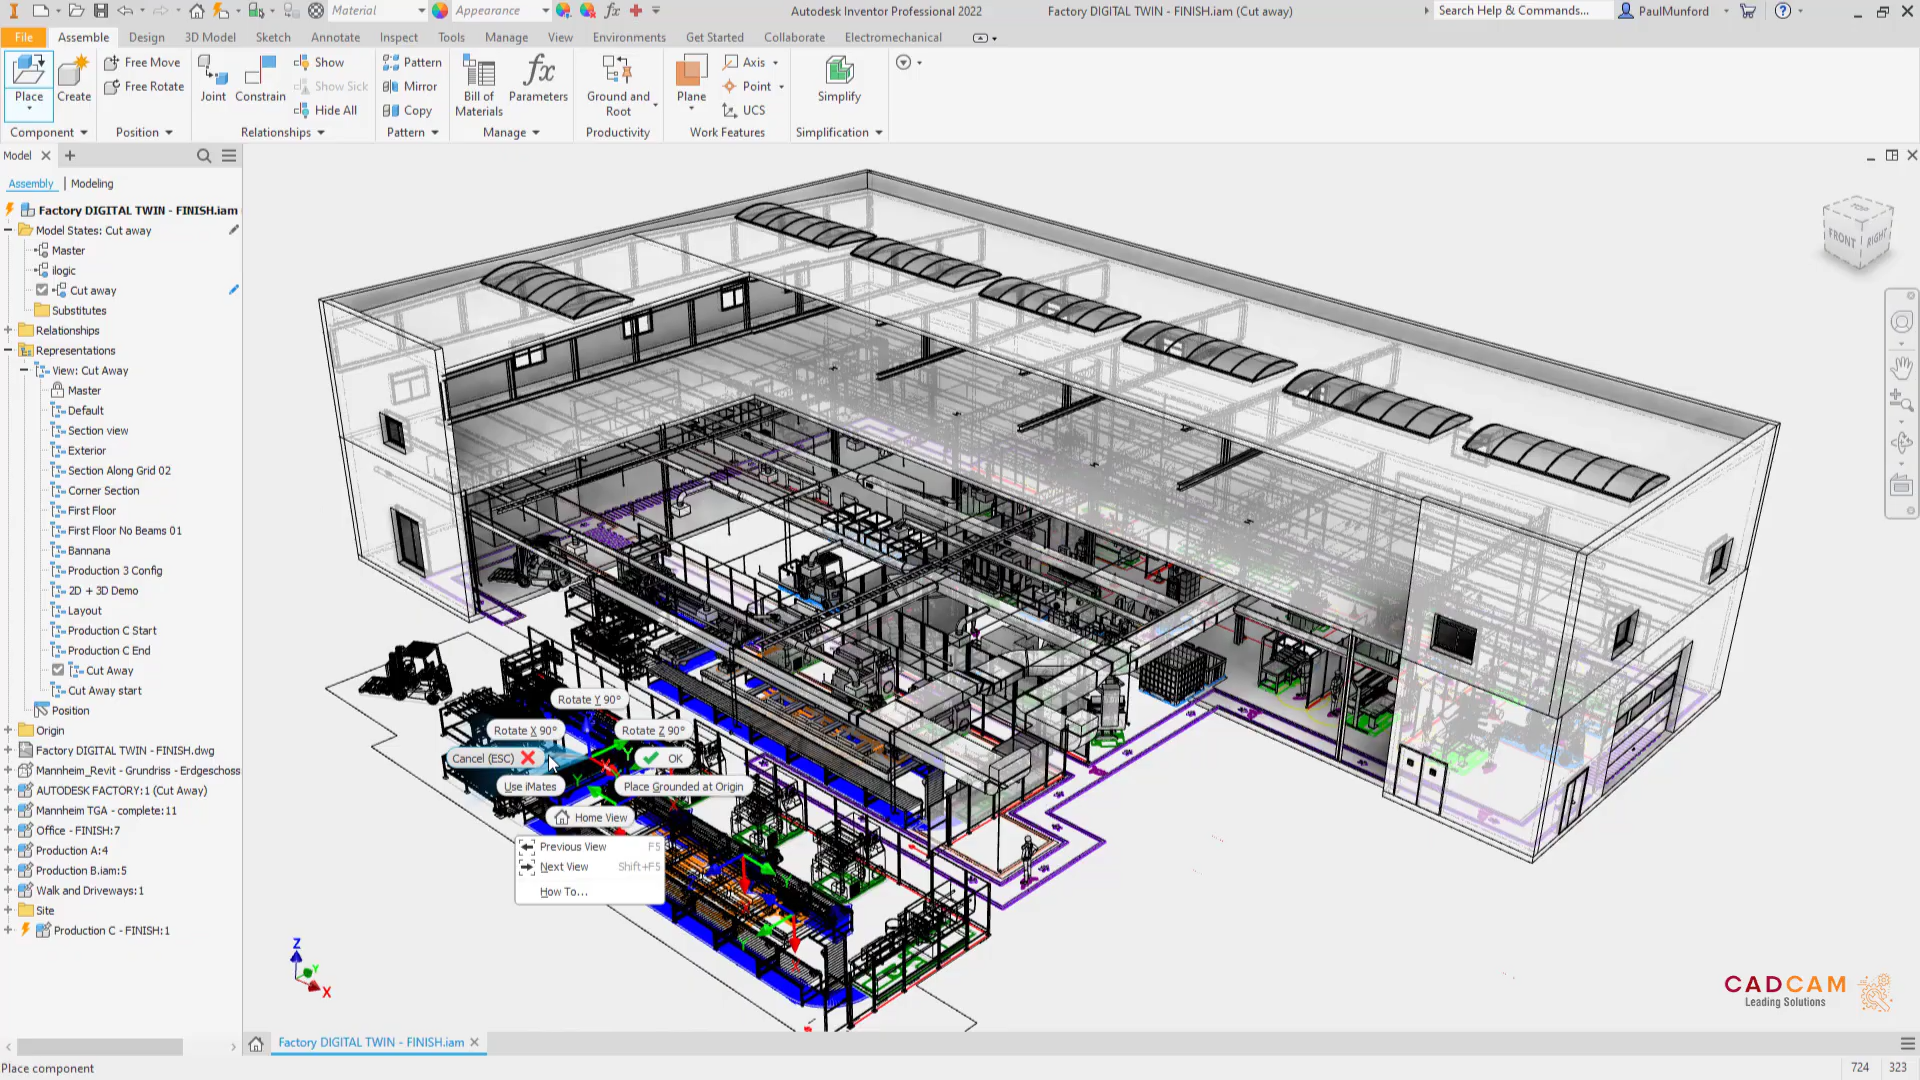 Material
Appearance
fx
Autodesk Inventor Professional 2022
Factory DIGITAL TWIN - FINISH.iam (Cut away)
Search Help & Commands...
PaulMunford
File
Assemble
Design
3D Model
Sketch
Annotate
Inspect
Tools
Manage
View
Environments
Get Started
Collaborate
Electromechanical
Place
Create
Free Move
Free Rotate
Joint
Constrain
Show
Show Sick
Hide All
Pattern
Mirror
Copy
Bill of
Materials
fx
Parameters
Ground and
Root
Plane
Axis
Point
UCS
Simplify
Component
Position
Relationships
Pattern
Manage
Productivity
Work Features
Simplification
Model
Assembly
Modeling
Factory DIGITAL TWIN - FINISH.iam
Model States: Cut away
Master
ilogic
Cut away
Substitutes
Relationships
Representations
View: Cut Away
Master
Default
Section view
Exterior
Section Along Grid 02
Corner Section
First Floor
First Floor No Beams 01
Bannana
Production 3 Config
2D + 3D Demo
Layout
Production C Start
Production C End
Cut Away
Cut Away start
Position
Origin
Factory DIGITAL TWIN - FINISH.dwg
Mannheim_Revit - Grundriss - Erdgeschoss
AUTODESK FACTORY:1 (Cut Away)
Mannheim TGA - complete:11
Office - FINISH:7
Production A:4
Production B.iam:5
Walk and Driveways:1
Site
Production C - FINISH:1
TOP
FRONT
RIGHT
Rotate Y 90°
Rotate X 90°
Rotate Z 90°
Cancel (ESC)
OK
Use iMates
Place Grounded at Origin
Home View
Previous View F5
Next View Shift+F5
How To...
Z
Y
X
CADCAM
Leading Solutions
Factory DIGITAL TWIN - FINISH.iam
Place component
724
323